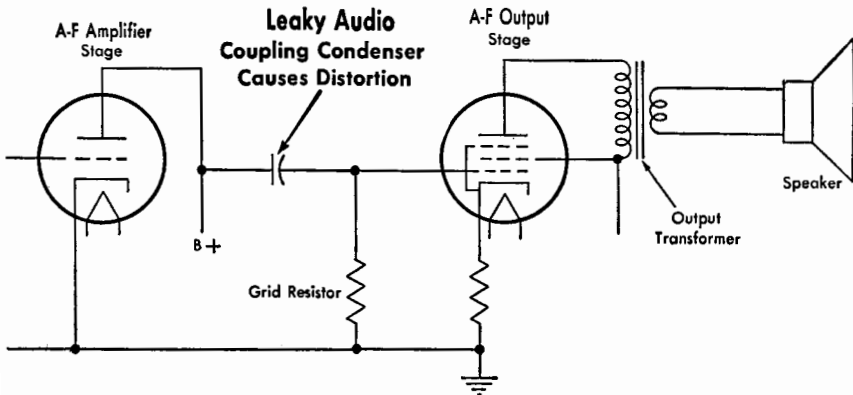 A-F Amplifier
Stage
Leaky Audio
Coupling Condenser
Causes Distortion
A-F Output
Stage
Speaker
Output
Transformer
B+
Grid Resistor